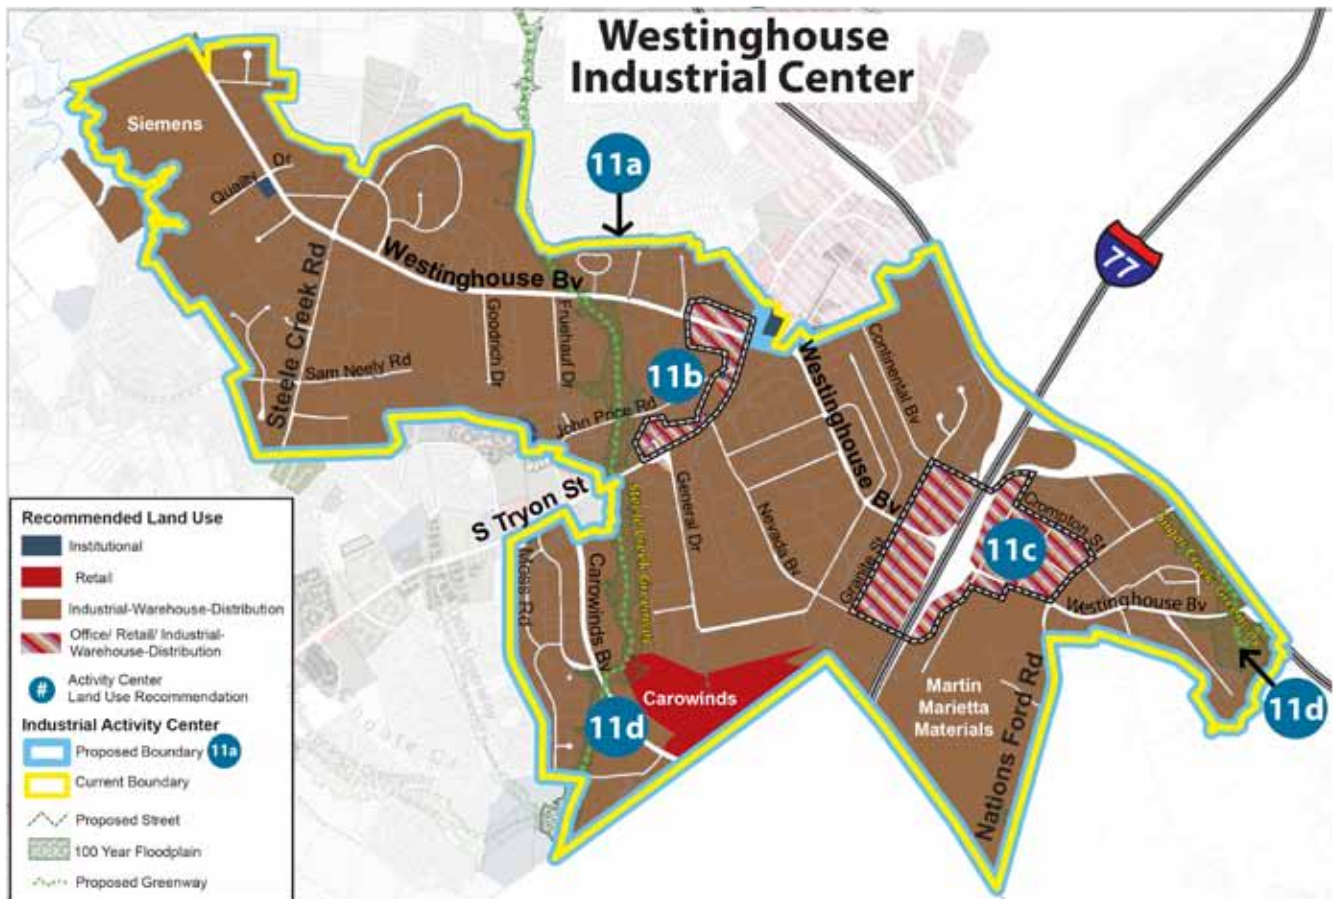 Westinghouse
Industrial Center
Siemens
11a
Quality Dr
77
Westinghouse Bv
Steele Creek Rd
Goodrich Dr
Fruehauf Dr
Sam Neely Rd
11b
John Price Rd
Westinghouse Bv
Continental Bv
S Tryon St
General Dr
Nevada Bv
Granite St
11c
Crompton St
Moss Rd
Carowinds Bv
Westinghouse Bv
11d
Carowinds
Martin
Marietta
Materials
Nations Ford Rd
11d
Recommended Land Use
Institutional
Retail
Industrial-Warehouse-Distribution
Office/ Retail/ Industrial-
Warehouse-Distribution
#
Activity Center
Land Use Recommendation
Industrial Activity Center
Proposed Boundary 11a
Current Boundary
Proposed Street
100 Year Floodplain
Proposed Greenway